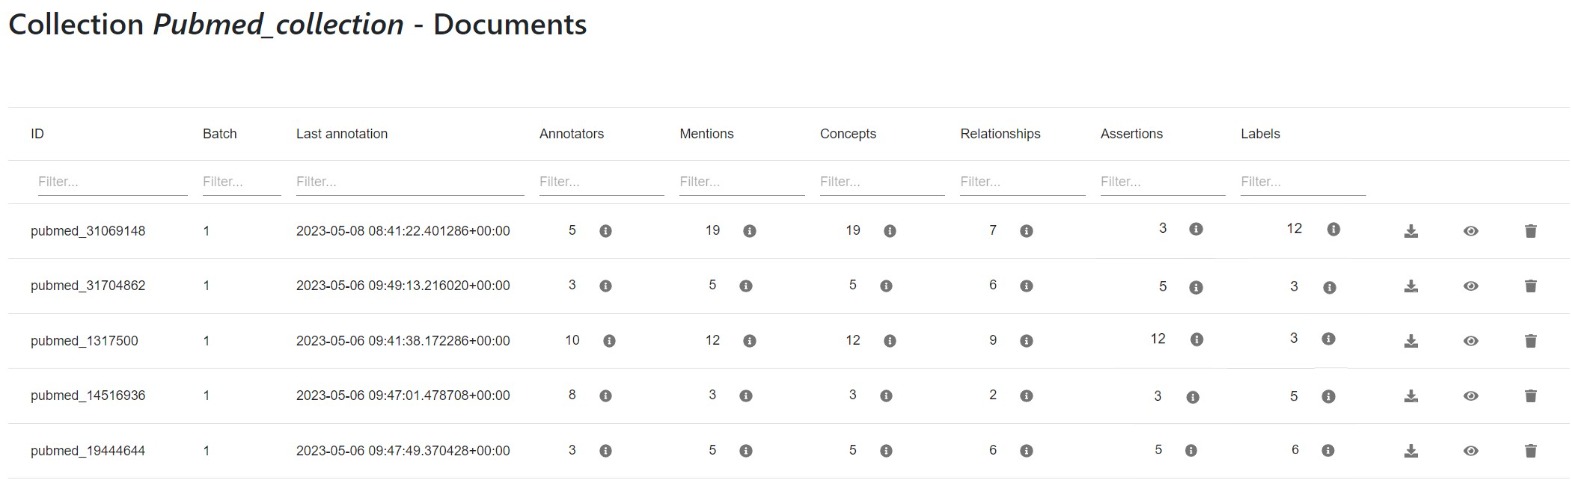 Collection Pubmed_collection - Documents
ID Batch Last annotation Annotators Mentions Concepts Relationships Assertions Labels
Filter... Filter... Filter... Filter... Filter... Filter... Filter... Filter... Filter...
pubmed_31069148 1 2023-05-08 08:41:22.401286+00:00 5 19 19 7 3 12
pubmed_31704862 1 2023-05-06 09:49:13.216020+00:00 3 5 5 6 5 3
pubmed_1317500 1 2023-05-06 09:41:38.172286+00:00 10 12 12 9 12 3
pubmed_14516936 1 2023-05-06 09:47:01.478708+00:00 8 3 3 2 3 5
pubmed_19444644 1 2023-05-06 09:47:49.370428+00:00 3 5 5 6 5 6